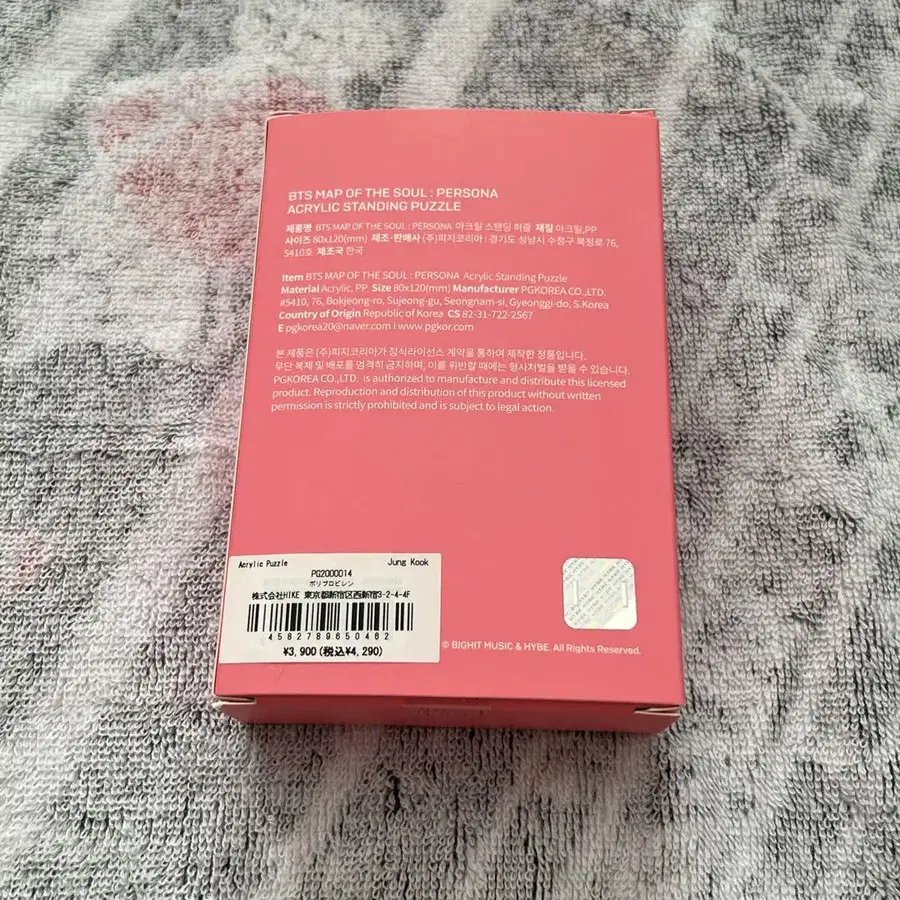 BTS MAP OF THE SOUL : PERSONA
ACRYLIC STANDING PUZZLE
제품명 BTS MAP OF THE SOUL : PERSONA 아크릴 스탠딩 퍼즐 재질 아크릴,PP
사이즈 80x120(mm) 제조·판매사 (주)피지코리아 | 경기도 성남시 수정구 복정로 76,
5410호 제조국 한국
Item BTS MAP OF THE SOUL : PERSONA Acrylic Standing Puzzle
Material Acrylic, PP Size 80x120(mm) Manufacturer PGKOREA CO.,LTD.
#5410, 76, Bokjeong-ro, Sujeong-gu, Seongnam-si, Gyeonggi-do, S.Korea
Country of Origin Republic of Korea CS 82-31-722-2567
E pgkorea20@naver.com | www.pgkor.com
본 제품은 (주)피지코리아가 정식라이선스 계약을 통하여 제작한 정품입니다.
무단 복제 및 배포를 엄격히 금지하며, 이를 위반할 때에는 형사처벌을 받을 수 있습니다.
PGKOREA CO.,LTD. is authorized to manufacture and distribute this licensed
product. Reproduction and distribution of this product without written
permission is strictly prohibited and is subject to legal action.
Acrylic Puzzle Jung Kook
PG2000014
ポリプロピレン
株式会社HIKE 東京都新宿区西新宿3-2-4-4F
4582789650462
¥3,900(税込¥4,290)
© BIGHIT MUSIC & HYBE. All Rights Reserved.